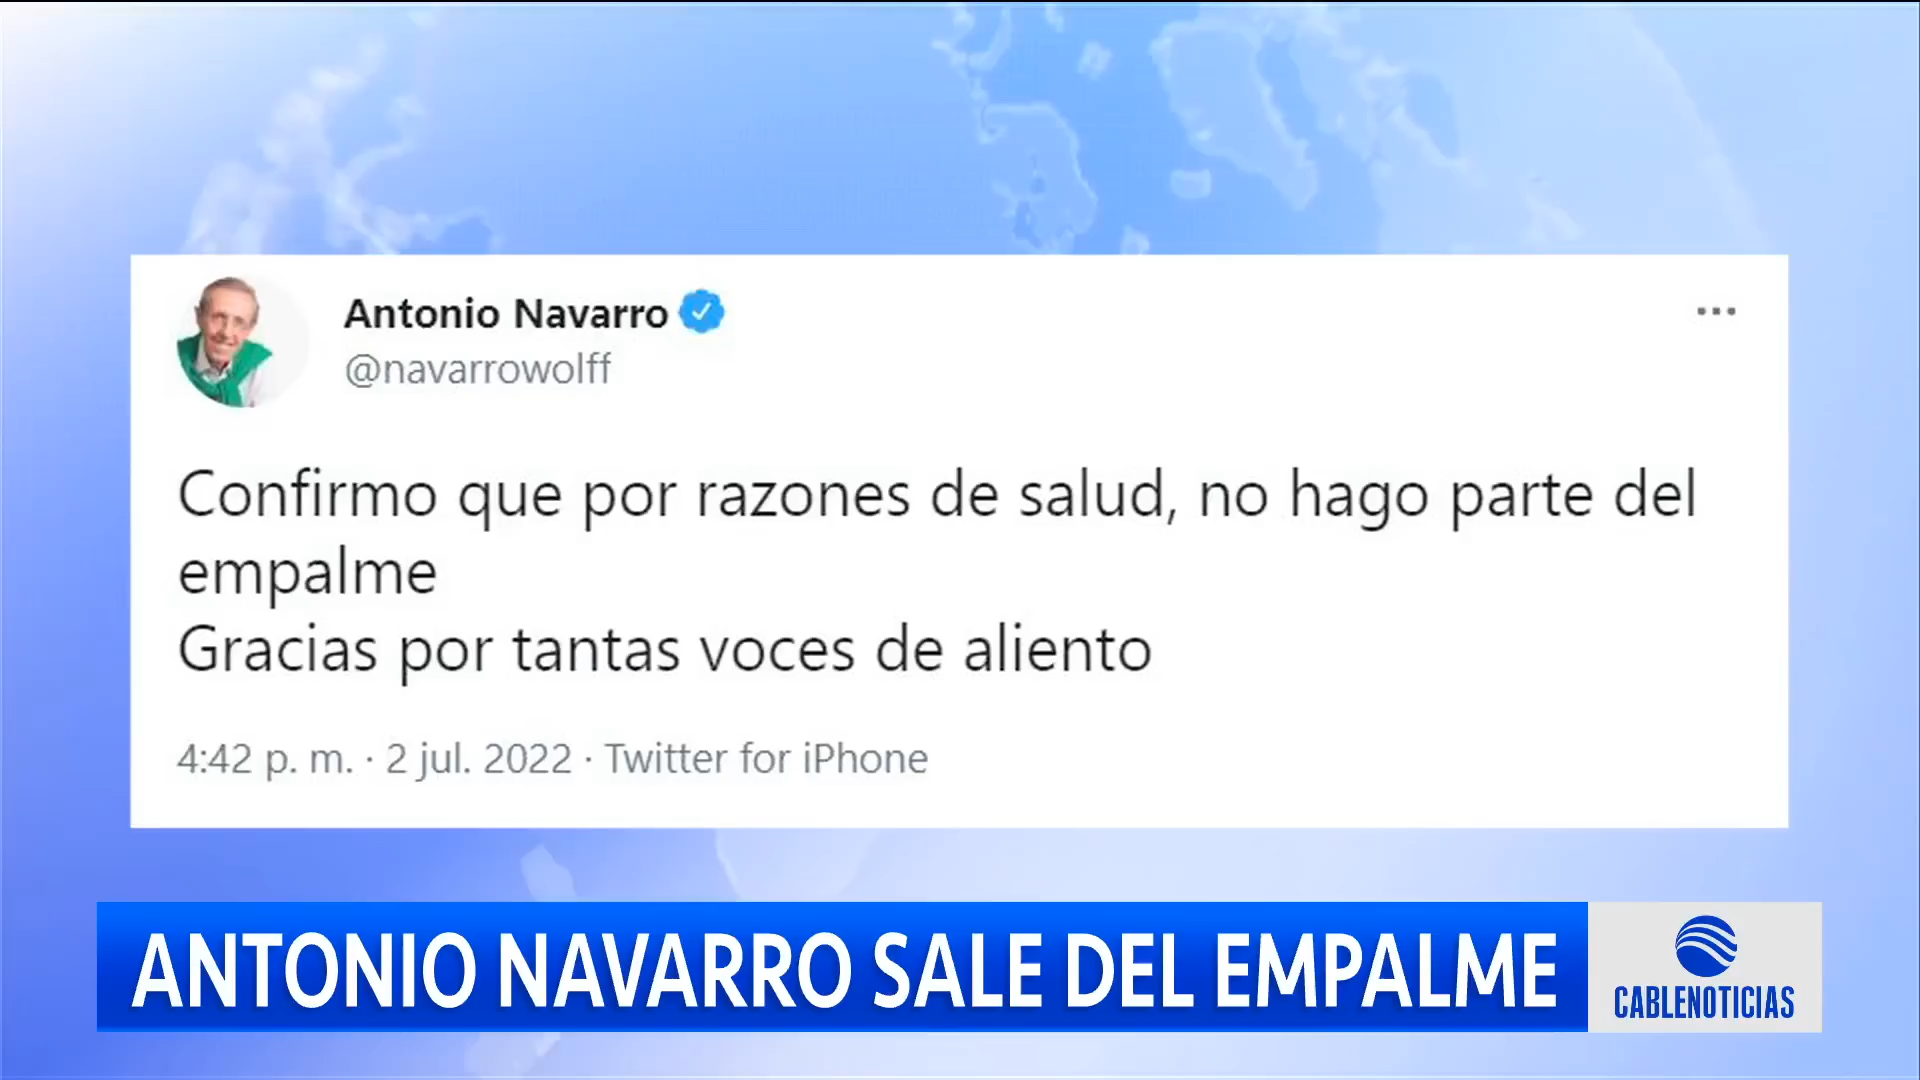 Antonio Navarro
@navarrowolff
Confirmo que por razones de salud, no hago parte del
empalme
Gracias por tantas voces de aliento
4:42 p. m. · 2 jul. 2022 · Twitter for iPhone
ANTONIO NAVARRO SALE DEL EMPALME
CABLENOTICIAS